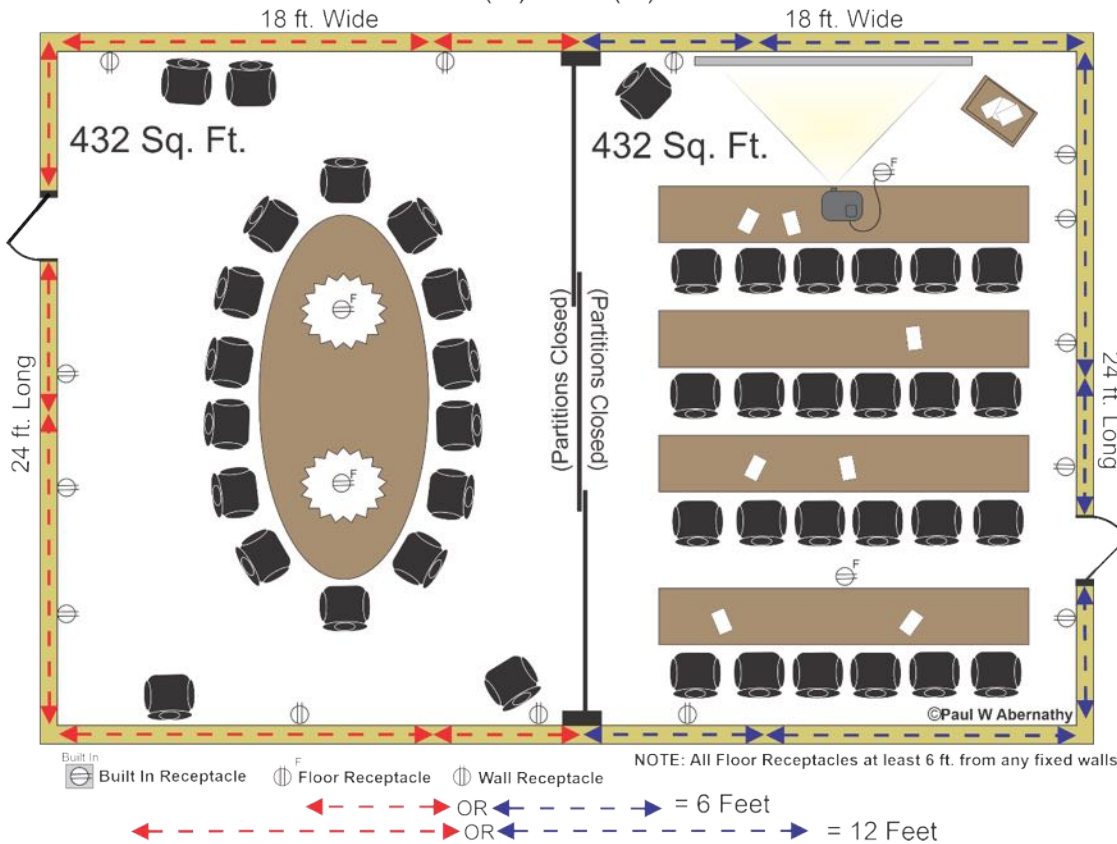 18 ft. Wide
18 ft. Wide
432 Sq. Ft.
432 Sq. Ft.
F
F
F
(Partitions Closed)
(Partitions Closed)
24 ft. Long
24 ft. Long
F
©Paul W Abernathy
Built In
Built In Receptacle
F
Floor Receptacle
Wall Receptacle
NOTE: All Floor Receptacles at least 6 ft. from any fixed walls
OR
= 6 Feet
OR
= 12 Feet